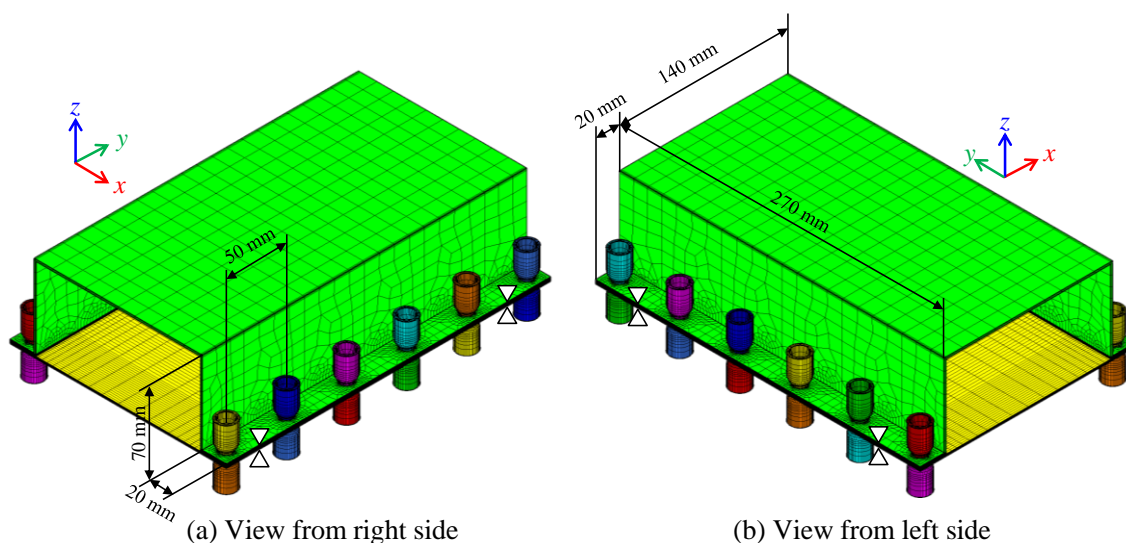 z
y
x
50 mm
70 mm
20 mm
(a) View from right side
140 mm
20 mm
z
y
x
270 mm
(b) View from left side